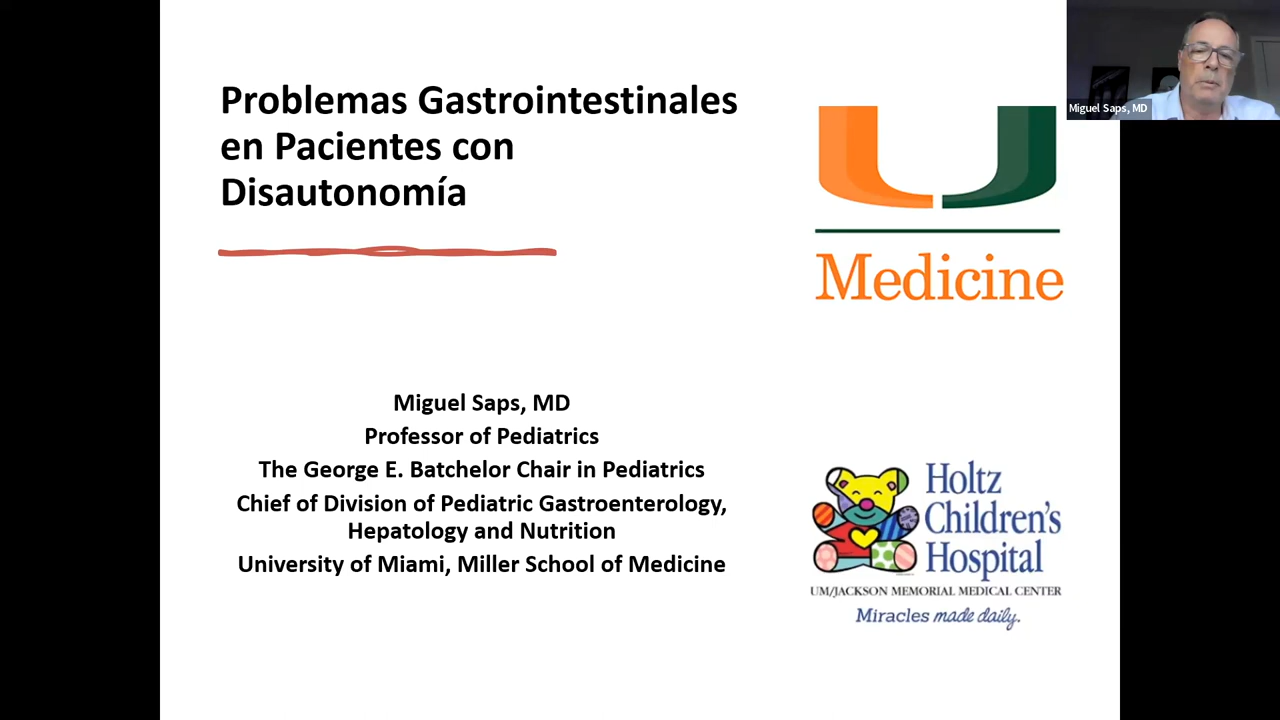 Problemas Gastrointestinales
en Pacientes con
Disautonomía
Miguel Saps, MD
Medicine
Miguel Saps, MD
Professor of Pediatrics
The George E. Batchelor Chair in Pediatrics
Chief of Division of Pediatric Gastroenterology,
Hepatology and Nutrition
University of Miami, Miller School of Medicine
Holtz
Children's
Hospital
UM/JACKSON MEMORIAL MEDICAL CENTER
Miracles made daily.